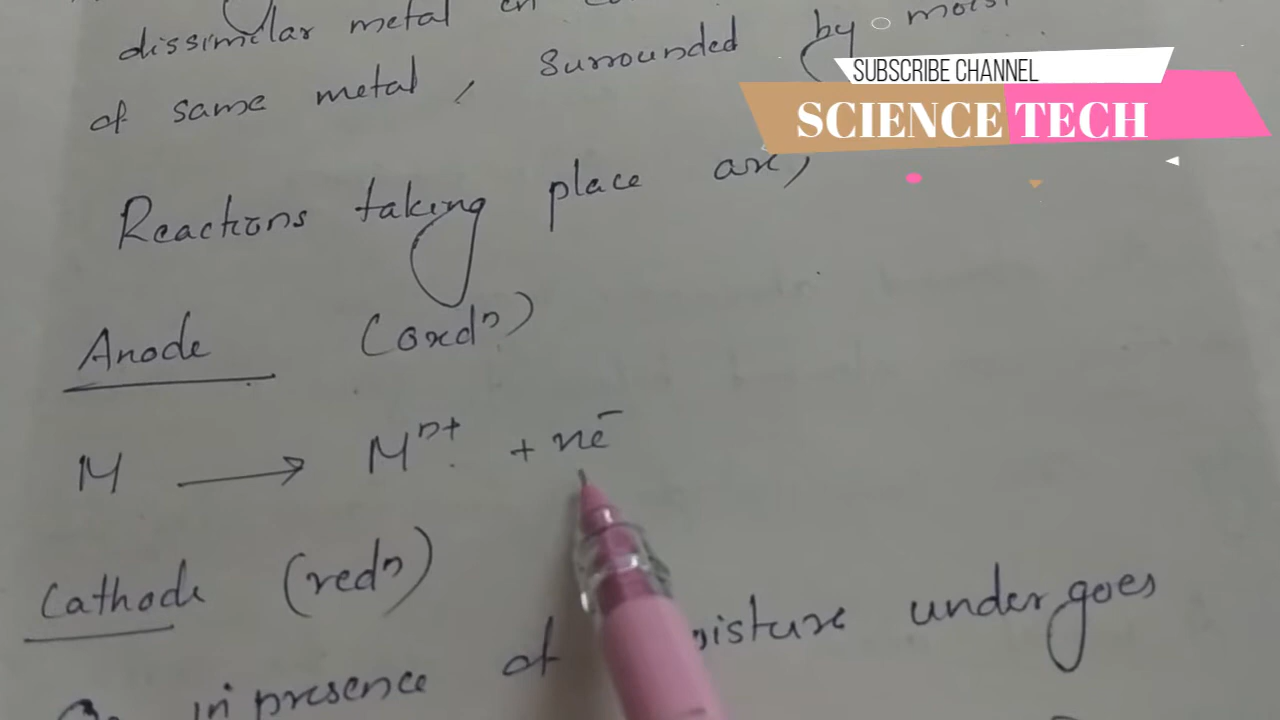 dissimilar metal in
of same metal, surrounded by
SUBSCRIBE CHANNEL
SCIENCE TECH
Reactions taking place are,
Anode (oxdn)
M → Mⁿ⁺ + ne⁻
Cathode (redn)
in presence of moisture undergoes